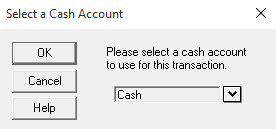 Select a Cash Account
OK
Cancel
Help
Please select a cash account
to use for this transaction.
Cash